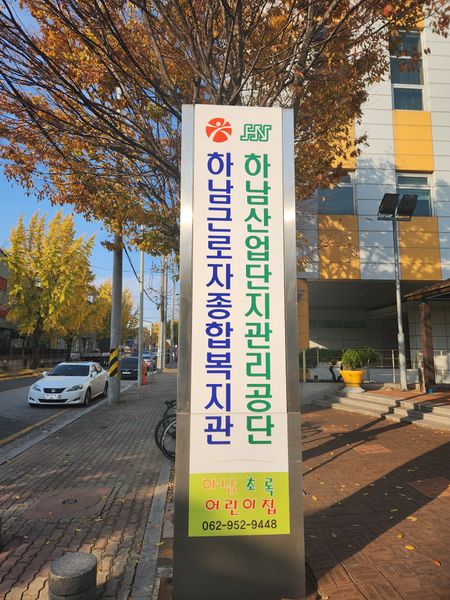 하남산업단지관리공단
하남근로자종합복지관
하남 초록
어린이집
062-952-9448